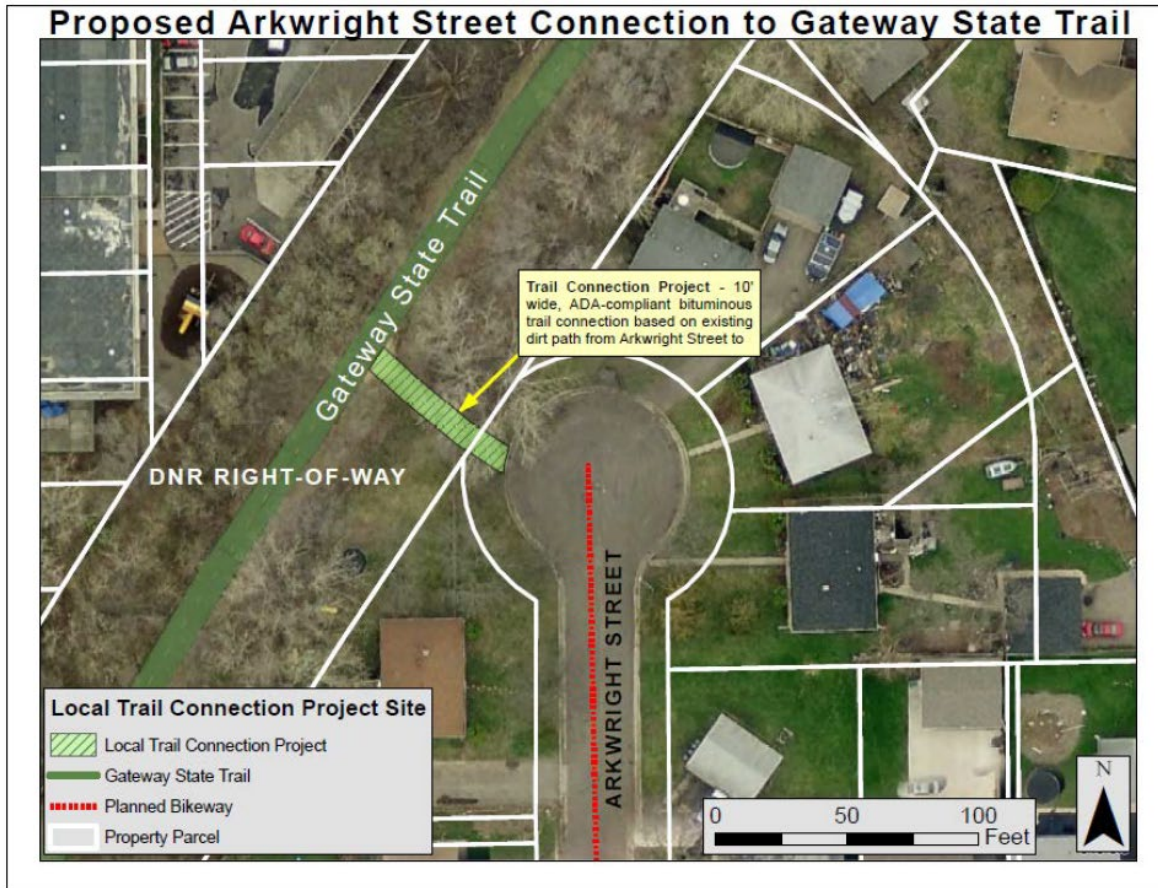 Proposed Arkwright Street Connection to Gateway State Trail
Gateway State Trail
Trail Connection Project - 10'
wide, ADA-compliant bituminous
trail connection based on existing
dirt path from Arkwright Street to
DNR RIGHT-OF-WAY
ARKWRIGHT STREET
Local Trail Connection Project Site
Local Trail Connection Project
Gateway State Trail
Planned Bikeway
Property Parcel
0 50 100
Feet
N